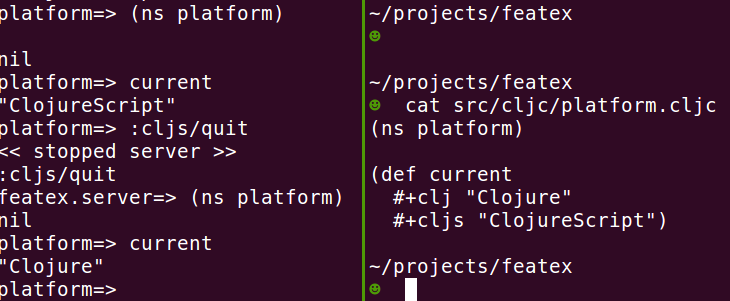 platform=> (ns platform)
nil
platform=> current
"ClojureScript"
platform=> :cljs/quit
<< stopped server >>
:cljs/quit
featex.server=> (ns platform)
nil
platform=> current
"Clojure"
platform=>
~/projects/featex
☻
~/projects/featex
☻ cat src/cljc/platform.cljc
(ns platform)
(def current
  #+clj "Clojure"
  #+cljs "ClojureScript")
~/projects/featex
☻